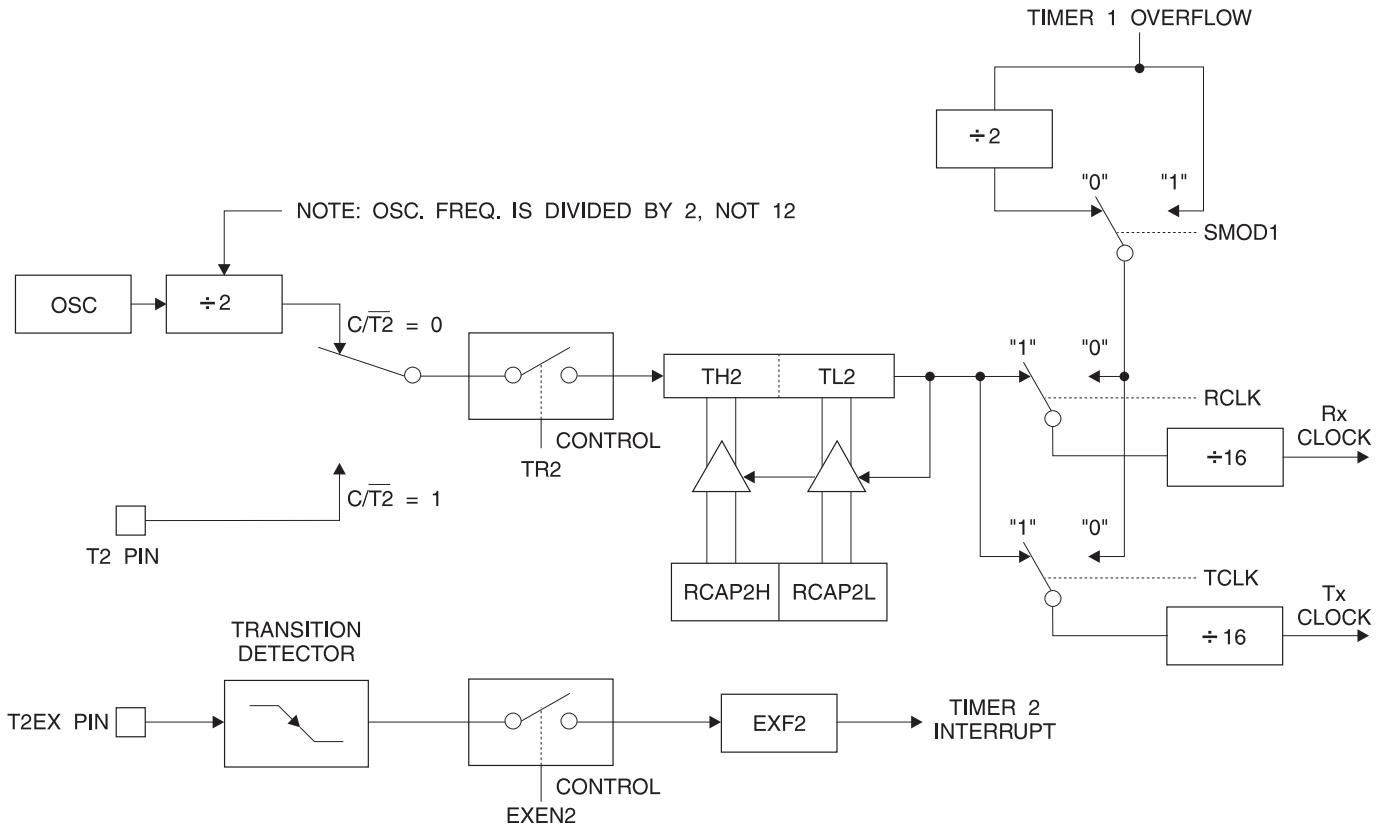 TIMER 1 OVERFLOW
÷2
"0" "1"
NOTE: OSC. FREQ. IS DIVIDED BY 2, NOT 12
SMOD1
OSC
÷2
C/T2̅ = 0
"1" "0"
TH2 TL2
RCLK
Rx
CLOCK
CONTROL
TR2
÷16
C/T2̅ = 1
T2 PIN
"1" "0"
RCAP2H RCAP2L
TCLK
Tx
CLOCK
÷16
TRANSITION
DETECTOR
T2EX PIN
EXF2
TIMER 2
INTERRUPT
CONTROL
EXEN2